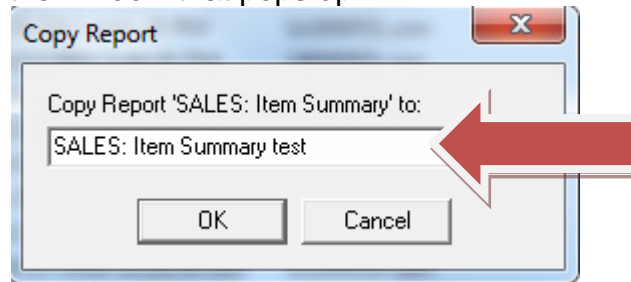 Copy Report
Copy Report 'SALES: Item Summary' to:
SALES: Item Summary test
OK
Cancel